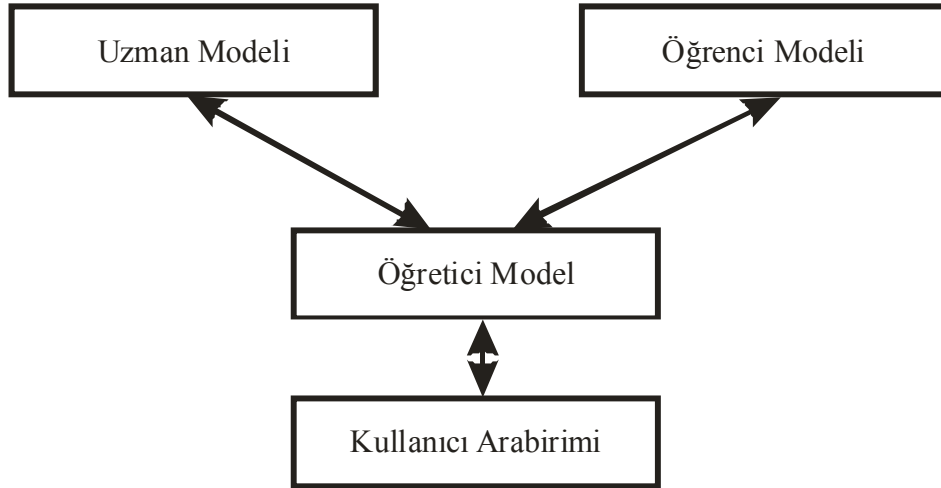 Uzman Modeli
Öğrenci Modeli
Öğretici Model
Kullanıcı Arabirimi